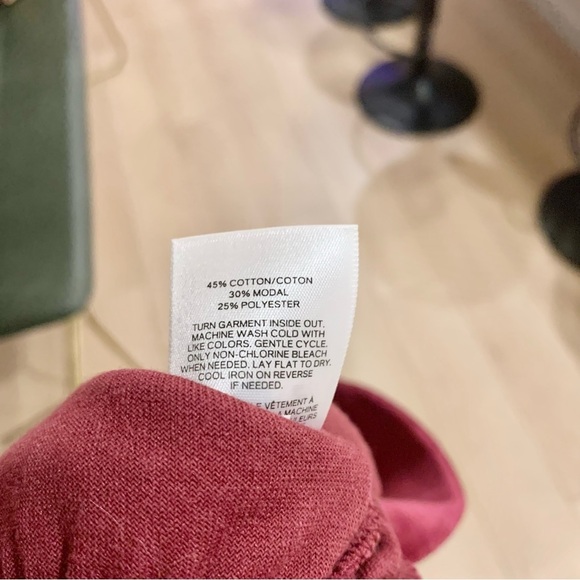 45% COTTON/COTON
30% MODAL
25% POLYESTER
TURN GARMENT INSIDE OUT.
MACHINE WASH COLD WITH
LIKE COLORS. GENTLE CYCLE.
ONLY NON-CHLORINE BLEACH
WHEN NEEDED. LAY FLAT TO DRY.
COOL IRON ON REVERSE
IF NEEDED.
VÊTEMENT À
MACHINE